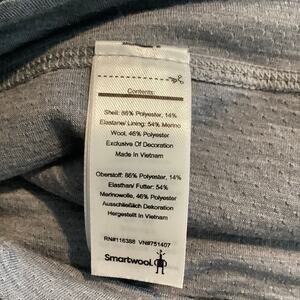 Contents:
Shell: 86% Polyester, 14%
Elastane/ Lining: 54% Merino
Wool, 46% Polyester
Exclusive Of Decoration
Made In Vietnam
Oberstoff: 86% Polyester, 14%
Elasthan/ Futter: 54%
Merinowolle, 46% Polyester
Ausschließlich Dekoration
Hergestellt In Vietnam
RN#116388 VN#751407
Smartwool